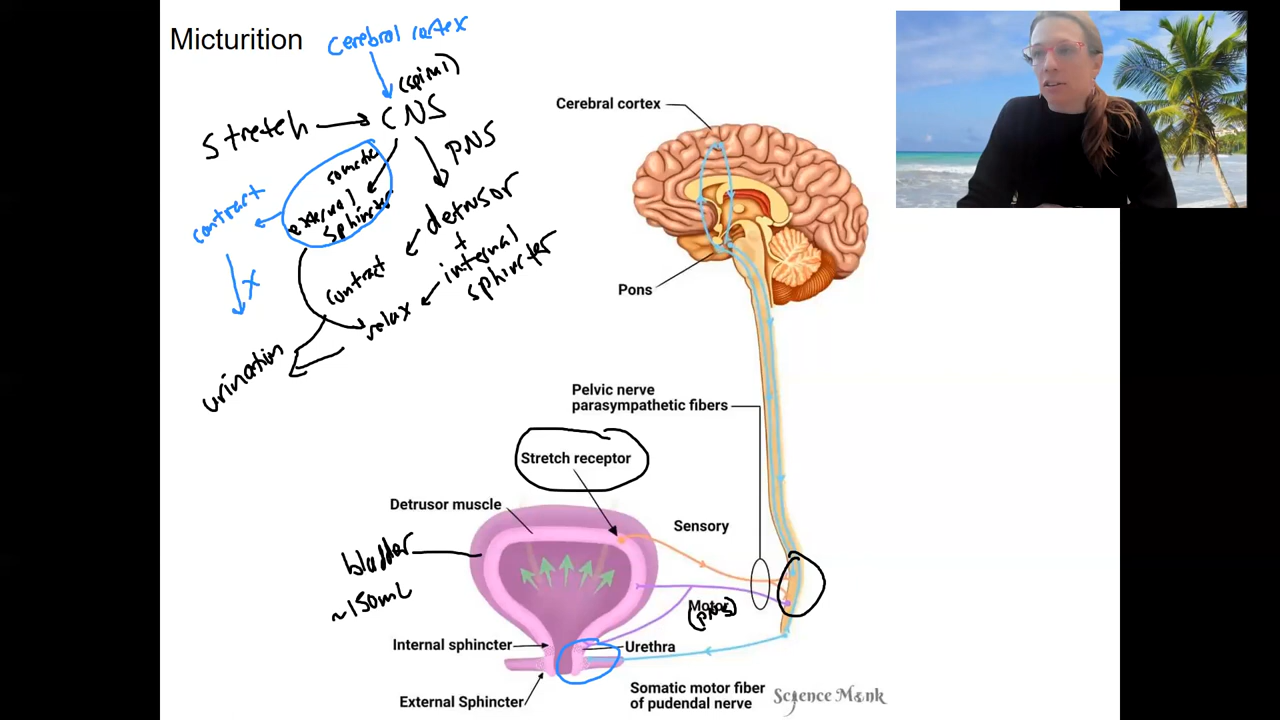 Micturition
Cerebral cortex
(spinal)
Stretch
CNS
PNS
somatic
external
sphincter
contract
X
detrusor
+
internal
sphincter
contract
relax
urination
Cerebral cortex
Pons
Pelvic nerve
parasympathetic fibers
Stretch receptor
Detrusor muscle
Sensory
bladder
~150mL
Motor
(PNS)
Internal sphincter
Urethra
External Sphincter
Somatic motor fiber
of pudendal nerve
Science Monk